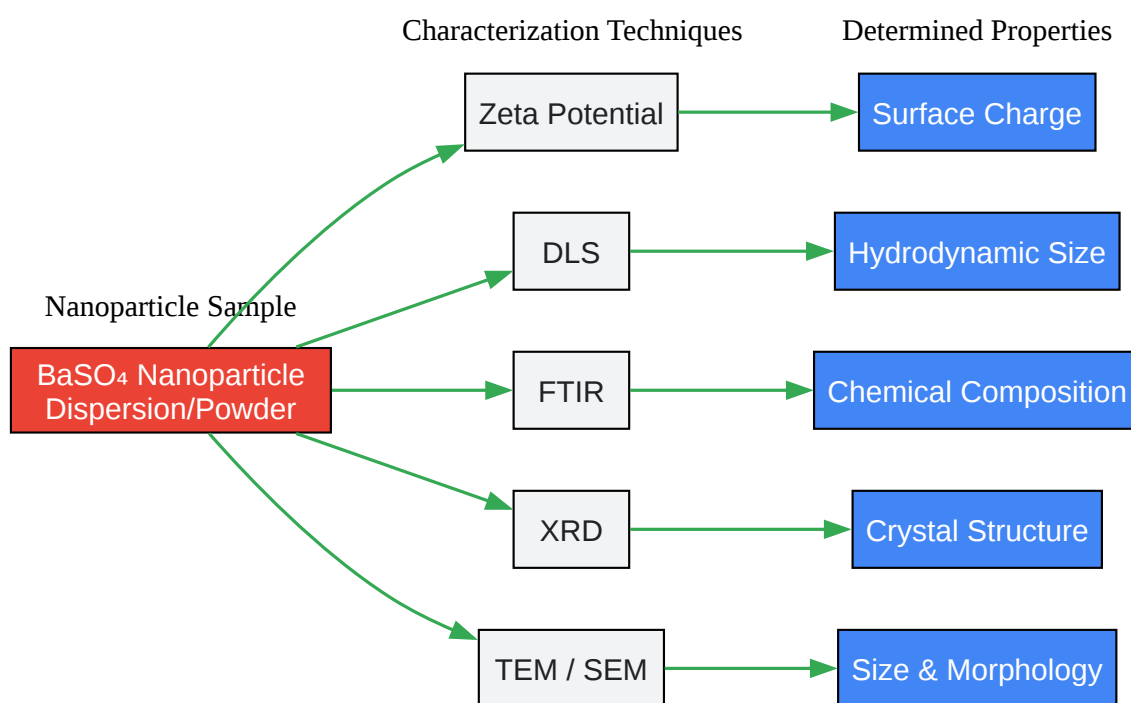 Characterization Techniques
Determined Properties
Zeta Potential
Surface Charge
DLS
Hydrodynamic Size
Nanoparticle Sample
BaSO₄ Nanoparticle
Dispersion/Powder
FTIR
Chemical Composition
XRD
Crystal Structure
TEM / SEM
Size & Morphology